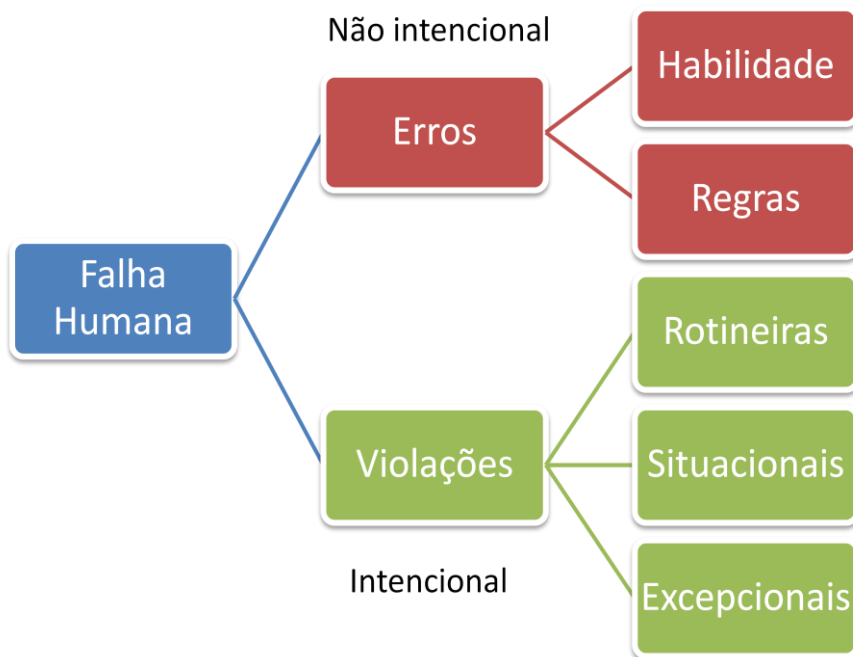 Não intencional
Habilidade
Erros
Regras
Falha
Humana
Rotineiras
Violações
Situacionais
Intencional
Excepcionais